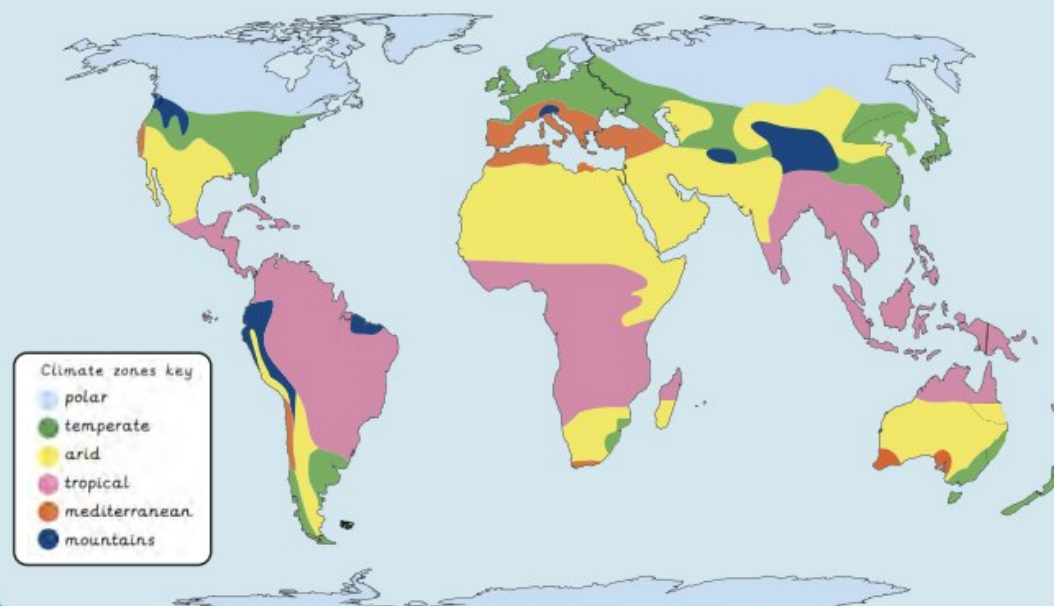 Climate zones key
polar
temperate
arid
tropical
mediterranean
mountains